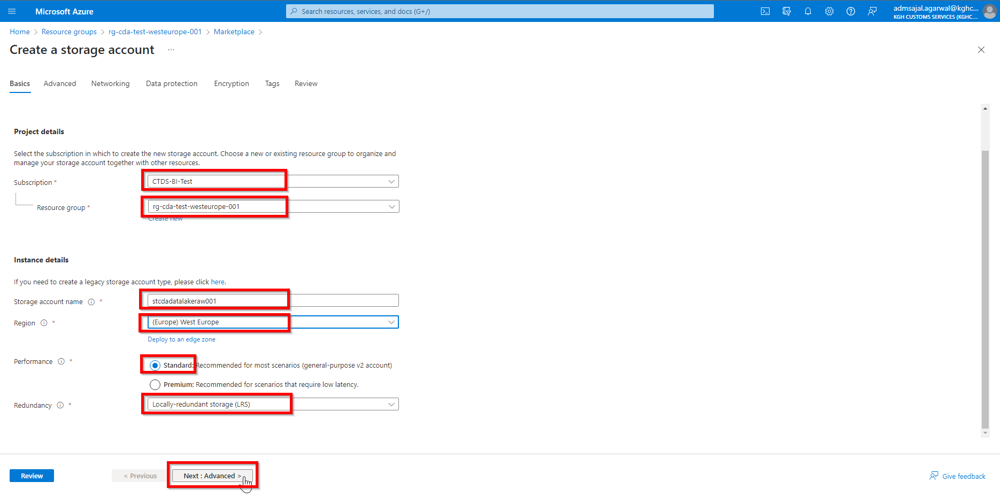 Microsoft Azure
Search resources, services, and docs (G+/)
admsajal.agarwal@kghc...
KGH CUSTOMS SERVICES (KGHC....
Home > Resource groups > rg-cda-test-westeurope-001 > Marketplace >
Create a storage account ...
Basics Advanced Networking Data protection Encryption Tags Review
Project details
Select the subscription in which to create the new storage account. Choose a new or existing resource group to organize and
manage your storage account together with other resources.
Subscription *
CTDS-BI-Test
Resource group *
rg-cda-test-westeurope-001
Create new
Instance details
If you need to create a legacy storage account type, please click here.
Storage account name *
stcdadatalakeraw001
Region *
(Europe) West Europe
Deploy to an edge zone
Performance *
Standard: Recommended for most scenarios (general-purpose v2 account)
Premium: Recommended for scenarios that require low latency.
Redundancy *
Locally-redundant storage (LRS)
Review
< Previous
Next : Advanced >
Give feedback